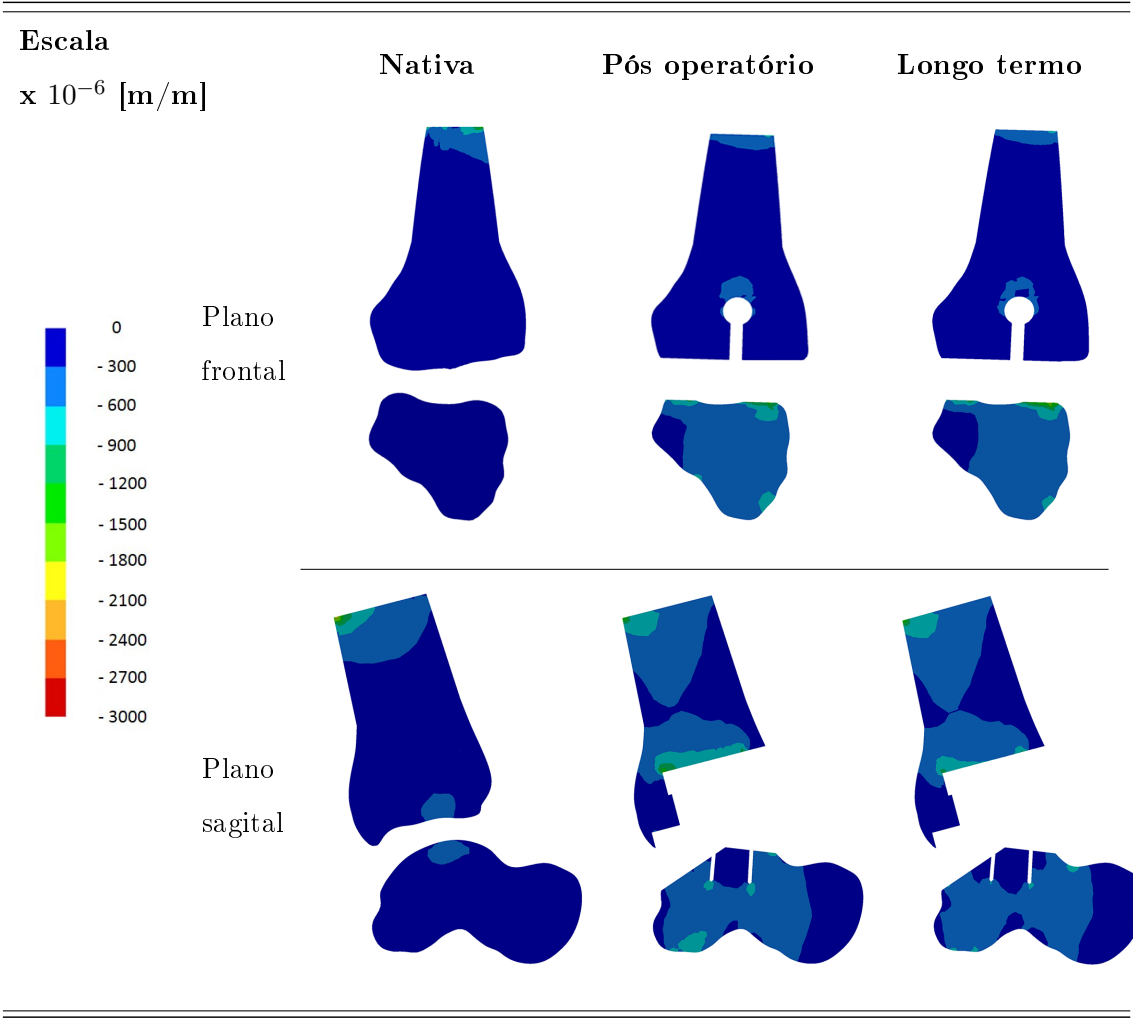 Escala
x 10⁻⁶ [m/m]
Nativa
Pós operatório
Longo termo
Plano
frontal
0
- 300
- 600
- 900
- 1200
- 1500
- 1800
- 2100
- 2400
- 2700
- 3000
Plano
sagital